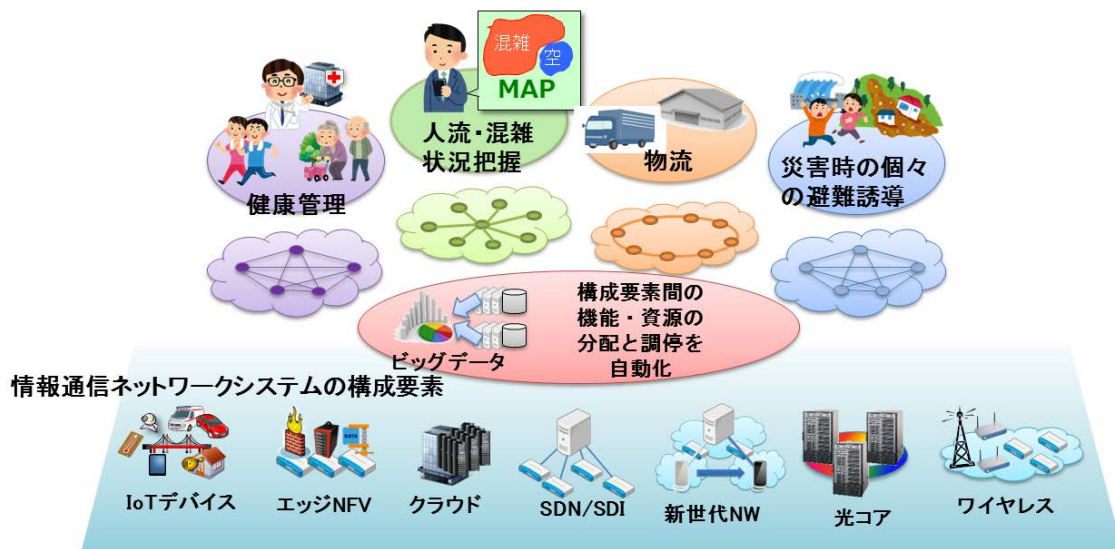 混雑
空
MAP
健康管理
人流・混雑
状況把握
物流
災害時の個々
の避難誘導
ビッグデータ
構成要素間の
機能・資源の
分配と調停を
自動化
情報通信ネットワークシステムの構成要素
DATA
IoTデバイス
エッジNFV
クラウド
SDN/SDI
新世代NW
光コア
ワイヤレス